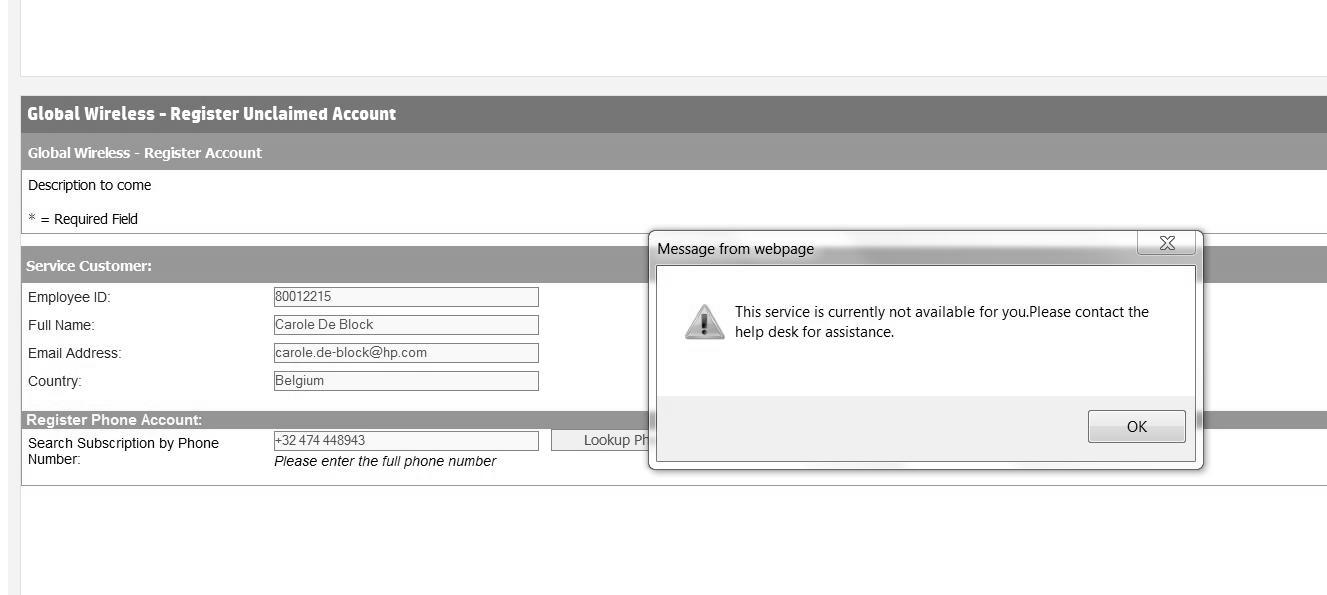 Global Wireless - Register Unclaimed Account
Global Wireless - Register Account
Description to come
* = Required Field
Service Customer:
Employee ID: 80012215
Full Name: Carole De Block
Email Address: carole.de-block@hp.com
Country: Belgium
Register Phone Account:
Search Subscription by Phone
Number:
+32 474 448943
Lookup Ph
Please enter the full phone number
Message from webpage
This service is currently not available for you.Please contact the
help desk for assistance.
OK